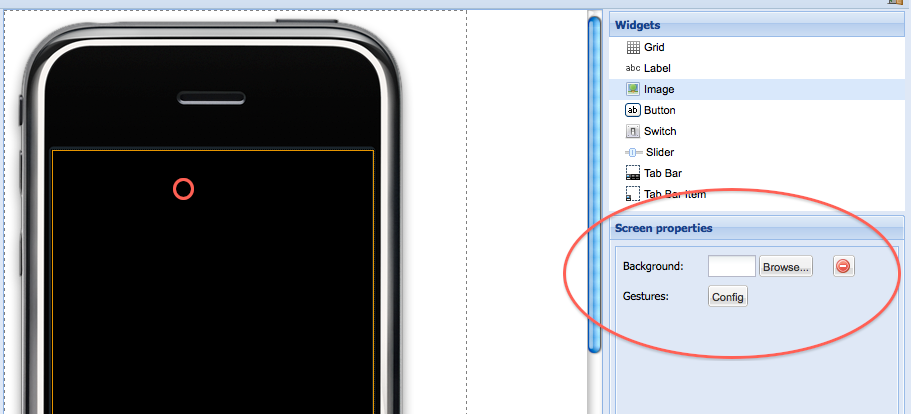 Widgets
Grid
abc Label
Image
ab Button
Switch
Slider
Tab Bar
Tab Bar Item
Screen properties
Background: Browse...
Gestures: Config